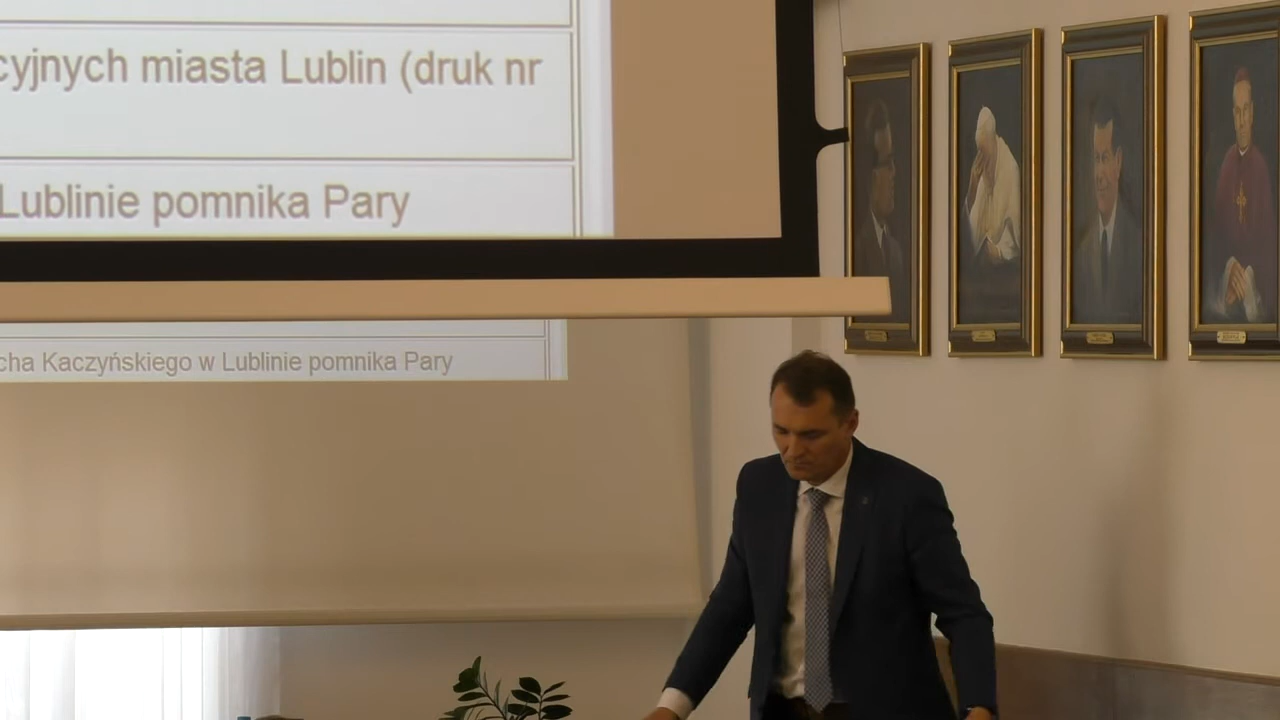 cyjnych miasta Lublin (druk nr
Lublinie pomnika Pary
cha Kaczyńskiego w Lublinie pomnika Pary